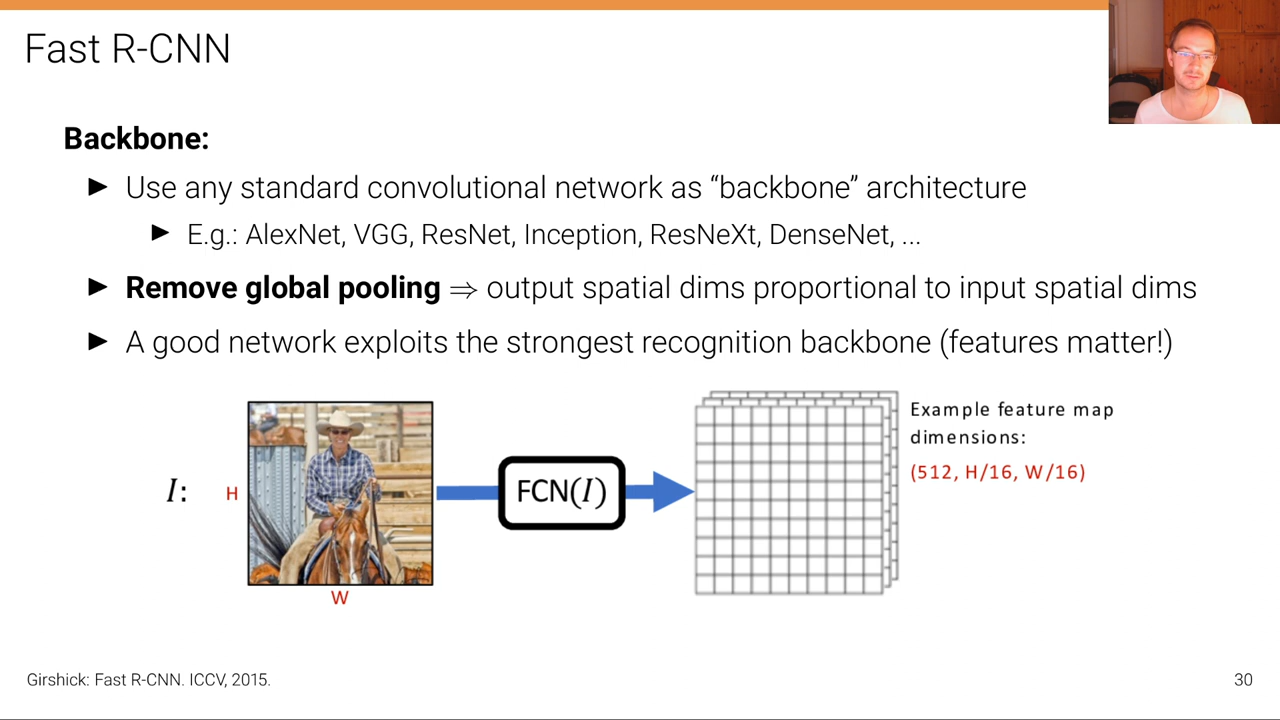 Fast R-CNN
Backbone:
▶ Use any standard convolutional network as “backbone” architecture
▶ E.g.: AlexNet, VGG, ResNet, Inception, ResNeXt, DenseNet, ...
▶ Remove global pooling ⇒ output spatial dims proportional to input spatial dims
▶ A good network exploits the strongest recognition backbone (features matter!)
I:
H
W
FCN(I)
Example feature map
dimensions:
(512, H/16, W/16)
Girshick: Fast R-CNN. ICCV, 2015.
30